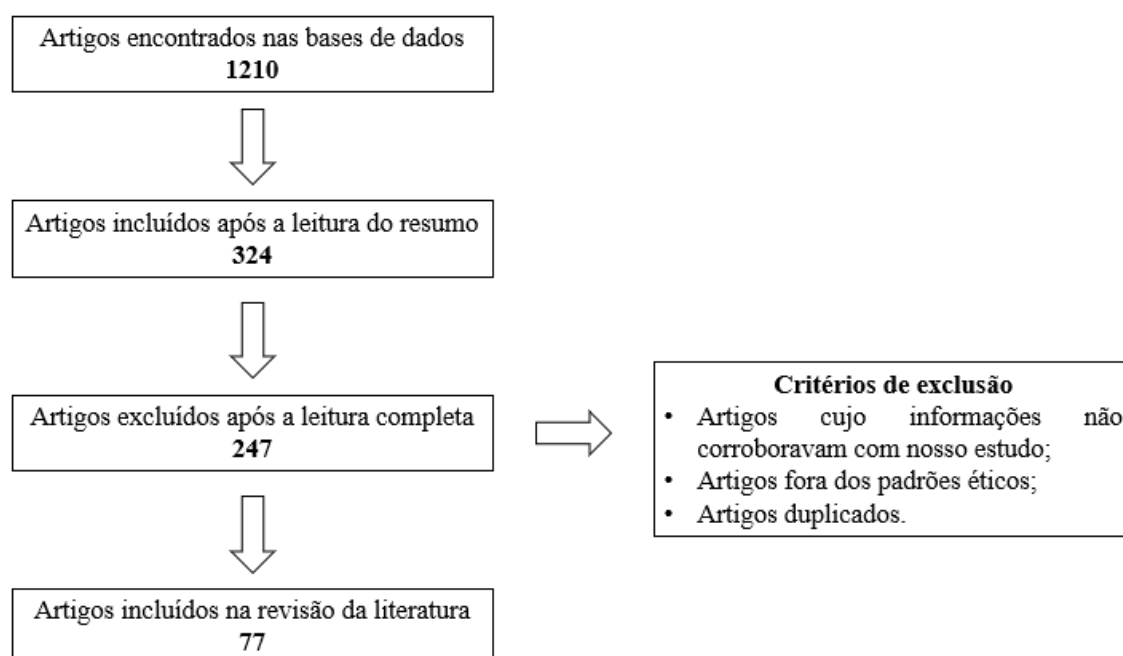 Artigos encontrados nas bases de dados
1210
Artigos incluídos após a leitura do resumo
324
Artigos excluídos após a leitura completa
247
Critérios de exclusão
• Artigos cujo informações não
corroboravam com nosso estudo;
• Artigos fora dos padrões éticos;
• Artigos duplicados.
Artigos incluídos na revisão da literatura
77